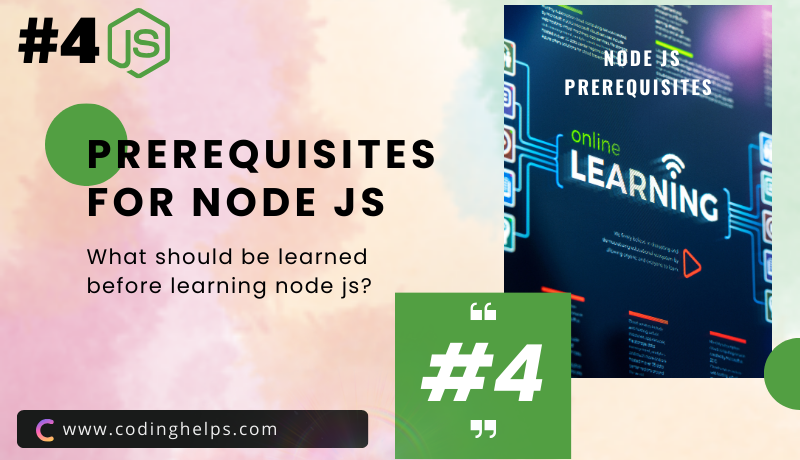 #4
JS
PREREQUISITES
FOR NODE JS
What should be learned
before learning node js?
www.codinghelps.com
NODE JS
PREREQUISITES
online
LEARNING
#4